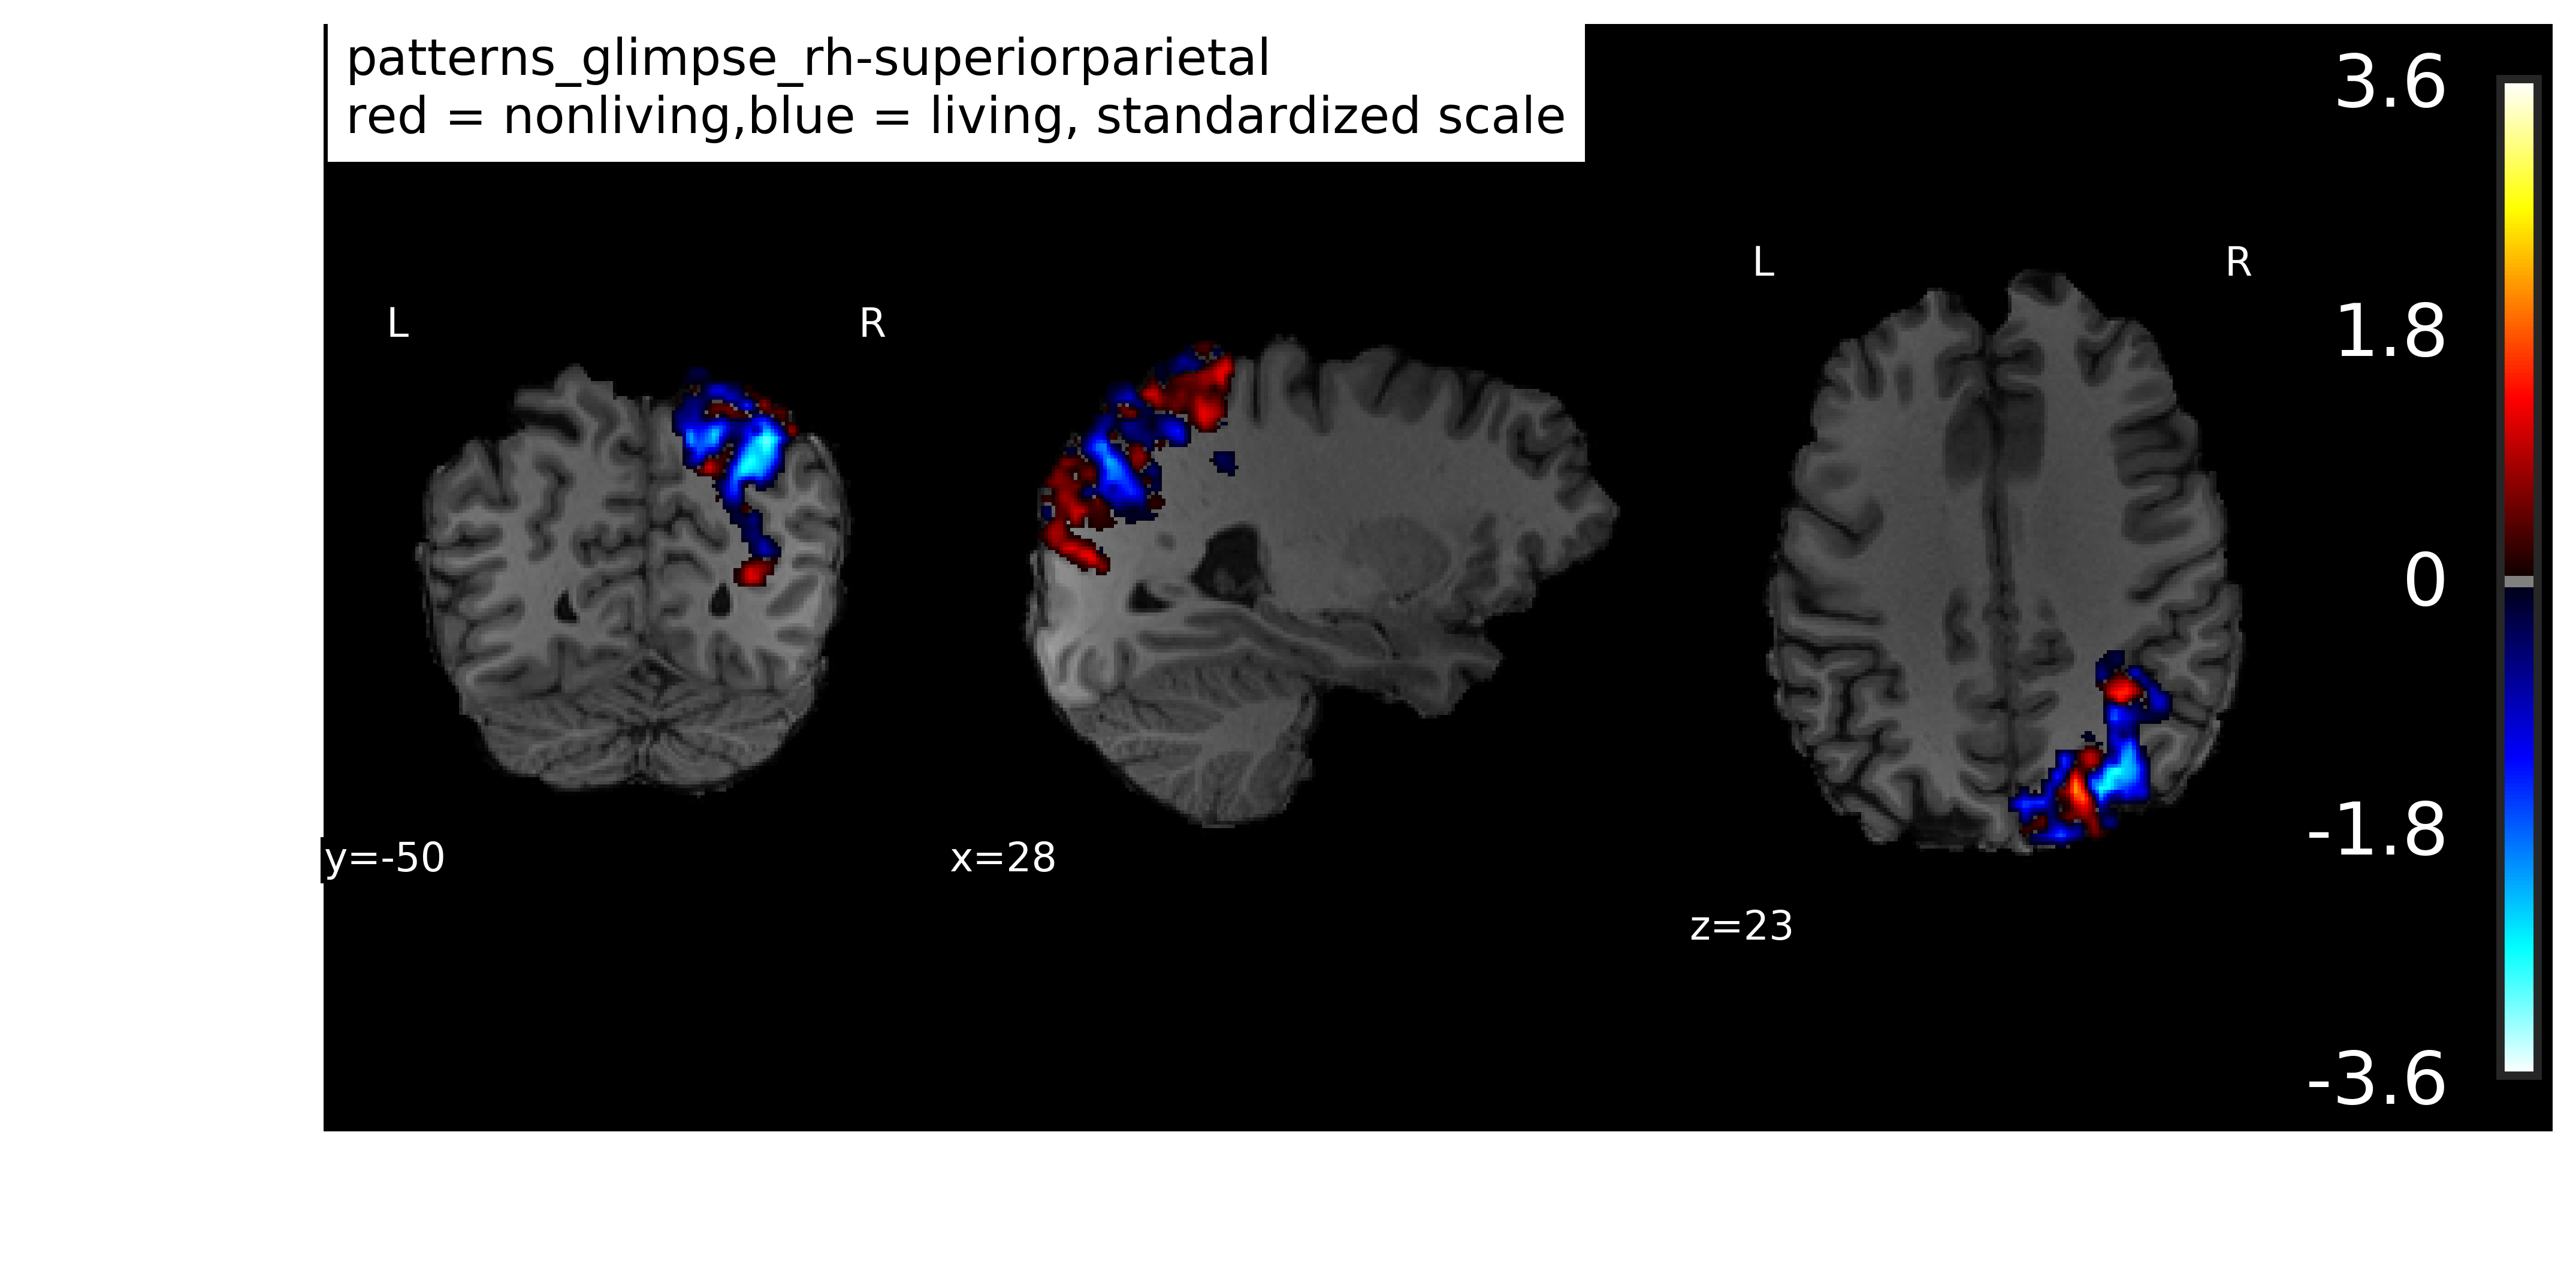 patterns_glimpse_rh-superiorparietal
red = nonliving,blue = living, standardized scale
L
R
y=-50
x=28
L
R
z=23
3.6
1.8
0
-1.8
-3.6